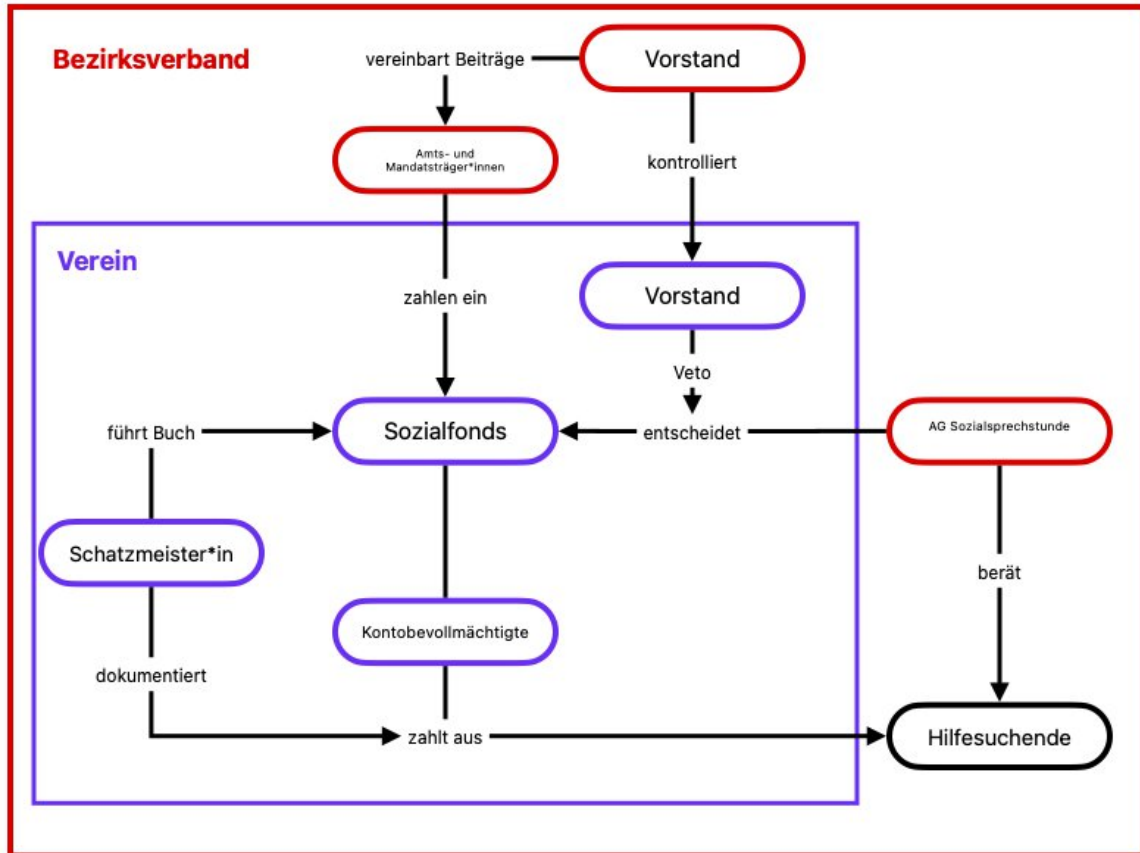 Bezirksverband
vereinbart Beiträge
Vorstand
Amts- und
Mandatsträger*innen
kontrolliert
Verein
zahlen ein
Vorstand
Veto
führt Buch
Sozialfonds
entscheidet
AG Sozialsprechstunde
Schatzmeister*in
berät
Kontobevollmächtigte
dokumentiert
zahlt aus
Hilfesuchende